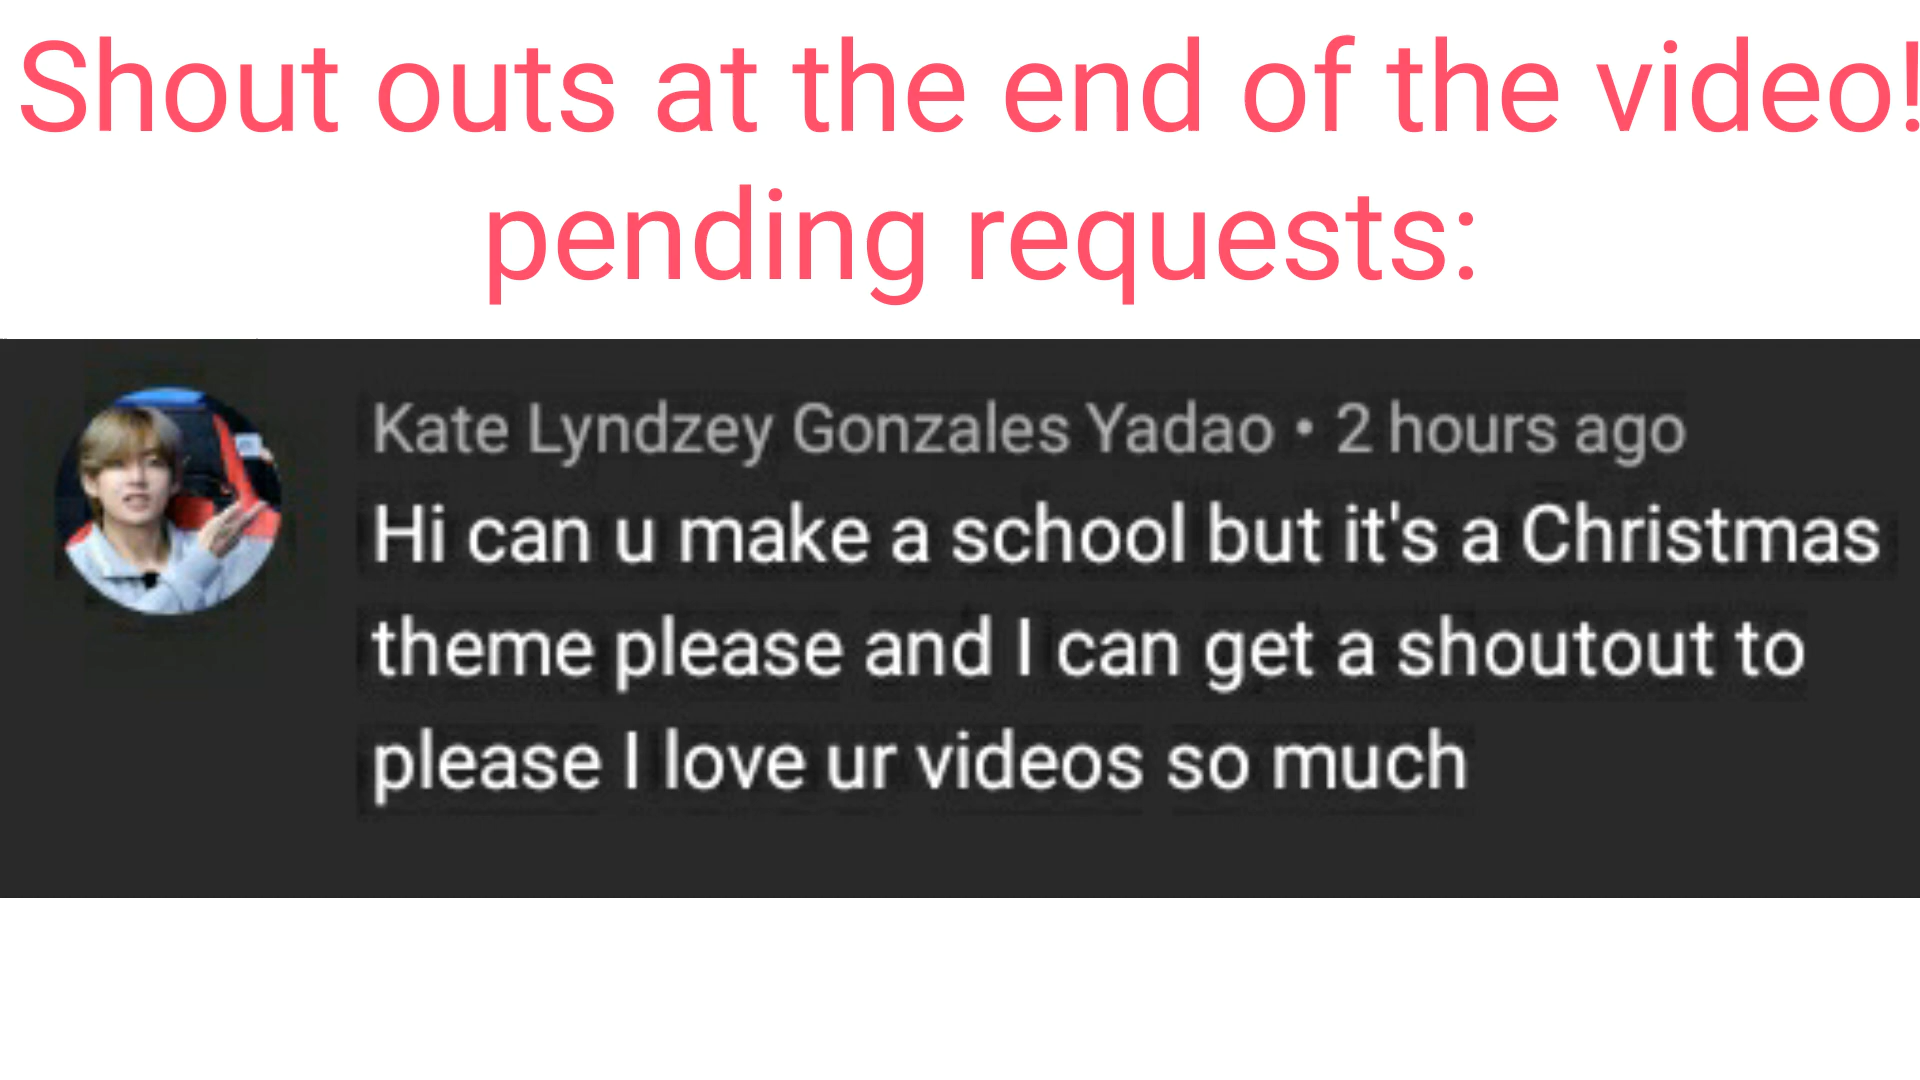 Shout outs at the end of the video!
pending requests:
Kate Lyndzey Gonzales Yadao • 2 hours ago
Hi can u make a school but it's a Christmas
theme please and I can get a shoutout to
please I love ur videos so much